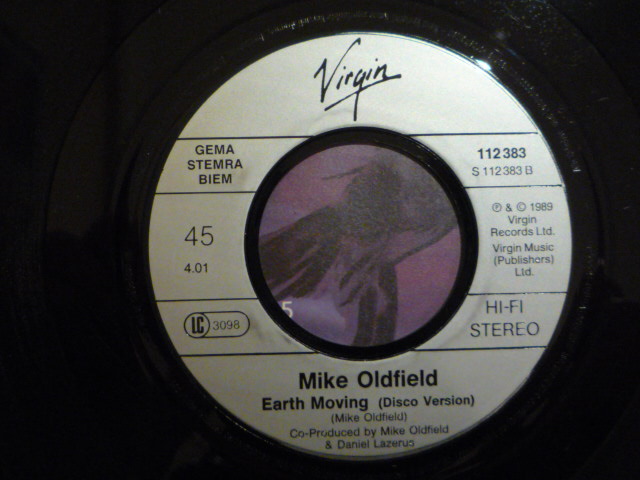 Virgin
GEMA
STEMRA
BIEM
112 383
S 112 383 B
45
4.01
℗ & © 1989
Virgin
Records Ltd.
Virgin Music
(Publishors)
Ltd.
LC 3098
5
HI-FI
STEREO
Mike Oldfield
Earth Moving (Disco Version)
(Mike Oldfield)
Co-Produced by Mike Oldfield
& Daniel Lazerus